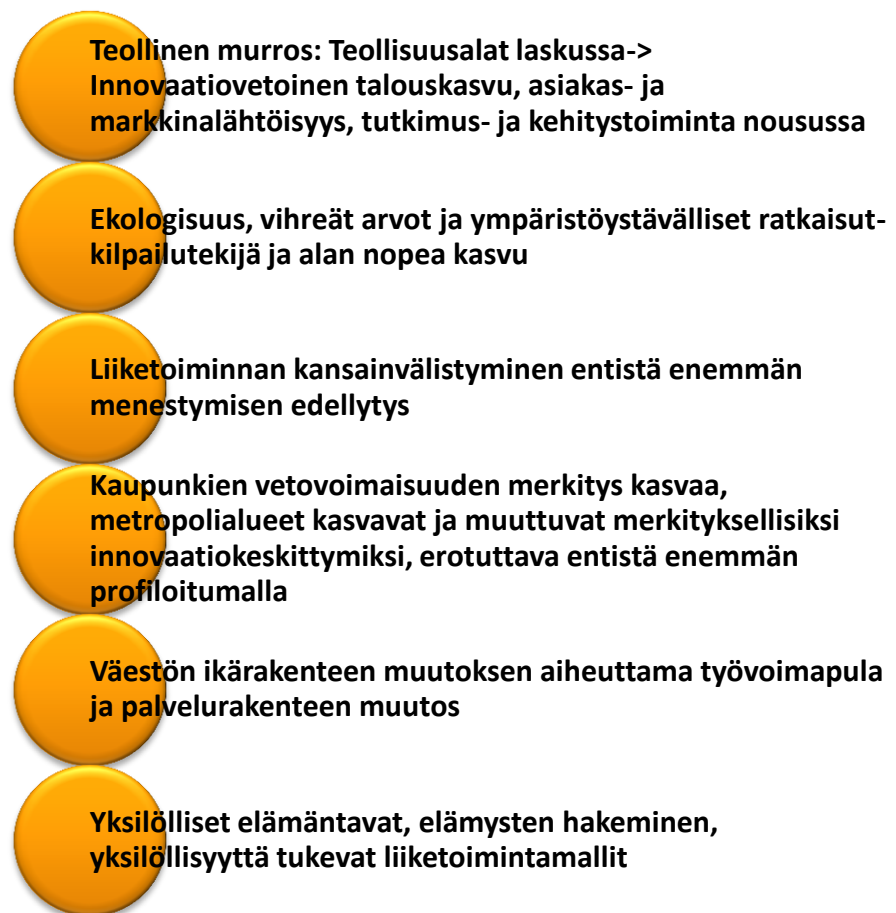 Teollinen murros: Teollisuusalat laskussa->
Innovaatiovetoinen talouskasvu, asiakas- ja
markkinalähtöisyys, tutkimus- ja kehitystoiminta nousussa
Ekologisuus, vihreät arvot ja ympäristöystävälliset ratkaisut-
kilpailutekijä ja alan nopea kasvu
Liiketoiminnan kansainvälistyminen entistä enemmän
menestymisen edellytys
Kaupunkien vetovoimaisuuden merkitys kasvaa,
metropolialueet kasvavat ja muuttuvat merkityksellisiksi
innovaatiokeskittymiksi, erotuttava entistä enemmän
profiloitumalla
Väestön ikärakenteen muutoksen aiheuttama työvoimapula
ja palvelurakenteen muutos
Yksilölliset elämäntavat, elämysten hakeminen,
yksilöllisyyttä tukevat liiketoimintamallit